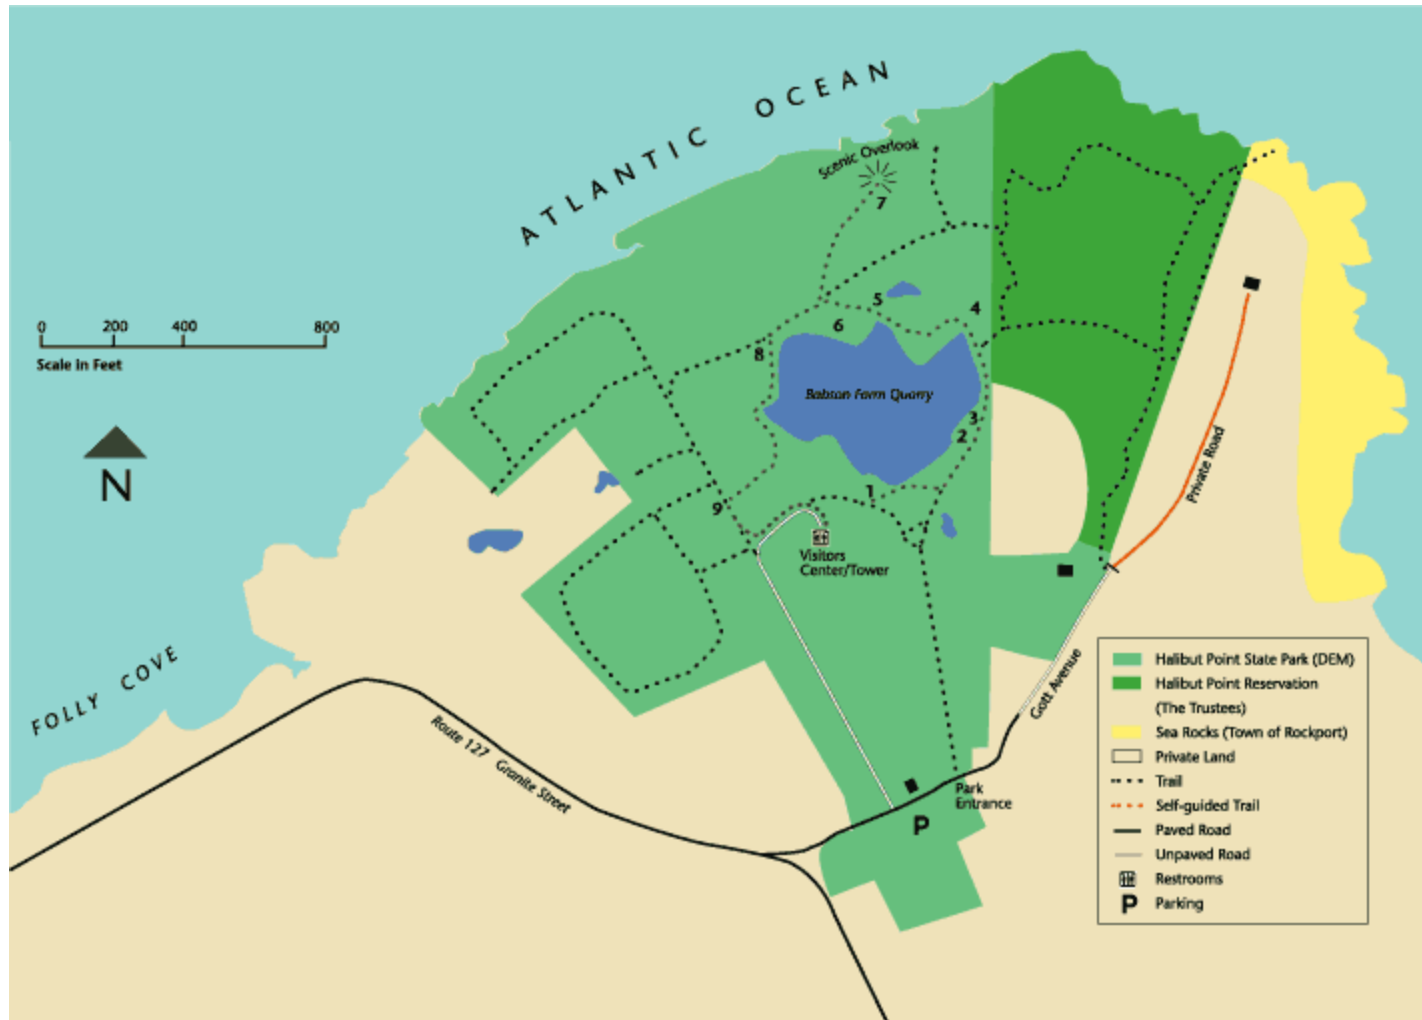 ATLANTIC OCEAN
Scenic Overlook
7
5
4
6
8
0 200 400 800
Scale In Feet
Babson Farm Quarry
3
2
N
1
9
Visitors
Center/Tower
Private Road
FOLLY COVE
Gott Avenue
Route 127 Granite Street
Park
Entrance
P
Halibut Point State Park (DEM)
Halibut Point Reservation
(The Trustees)
Sea Rocks (Town of Rockport)
Private Land
Trail
Self-guided Trail
Paved Road
Unpaved Road
Restrooms
P Parking